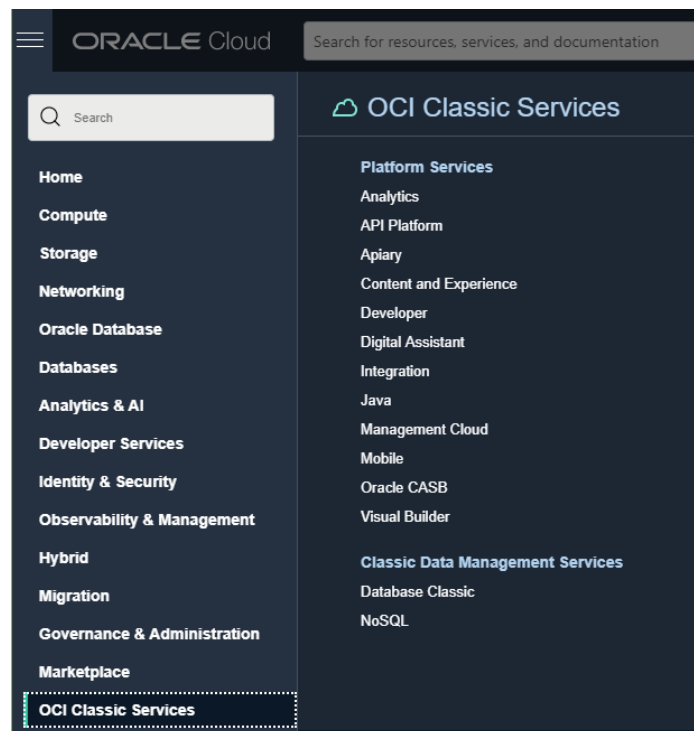 ORACLE Cloud
Search for resources, services, and documentation
Search
Home
Compute
Storage
Networking
Oracle Database
Databases
Analytics & AI
Developer Services
Identity & Security
Observability & Management
Hybrid
Migration
Governance & Administration
Marketplace
OCI Classic Services
OCI Classic Services
Platform Services
Analytics
API Platform
Apiary
Content and Experience
Developer
Digital Assistant
Integration
Java
Management Cloud
Mobile
Oracle CASB
Visual Builder
Classic Data Management Services
Database Classic
NoSQL